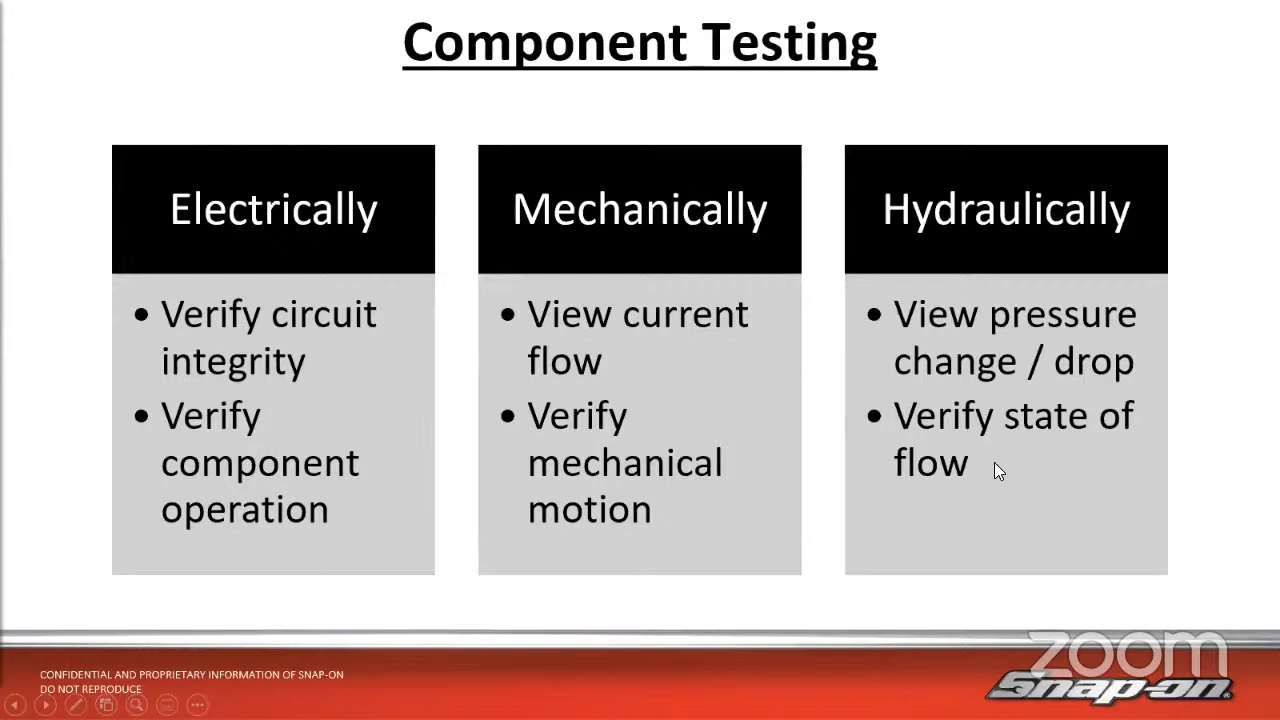 Component Testing
Electrically
• Verify circuit
integrity
• Verify
component
operation
Mechanically
• View current
flow
• Verify
mechanical
motion
Hydraulically
• View pressure
change / drop
• Verify state of
flow
CONFIDENTIAL AND PROPRIETARY INFORMATION OF SNAP-ON
DO NOT REPRODUCE
zoom
Snap-on®